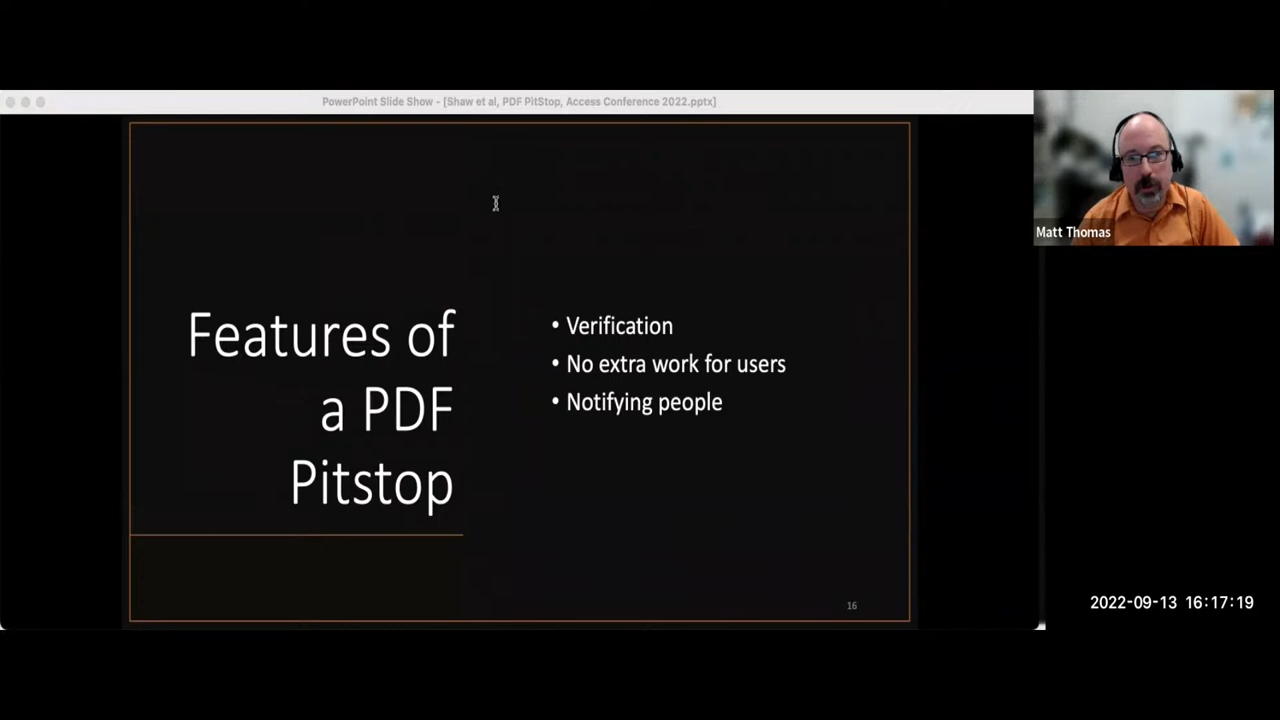 PowerPoint Slide Show - [Shaw et al, PDF PitStop, Access Conference 2022.pptx]
Features of
a PDF
Pitstop
• Verification
• No extra work for users
• Notifying people
16
Matt Thomas
2022-09-13 16:17:19